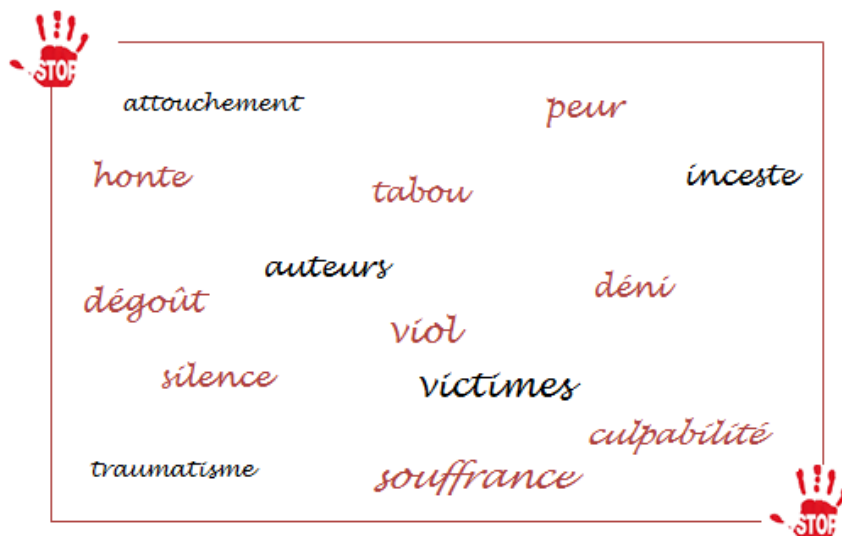 STOP
attouchement
peur
honte
tabou
inceste
auteurs
dégoût
déni
viol
silence
victimes
culpabilité
traumatisme
souffrance
STOP